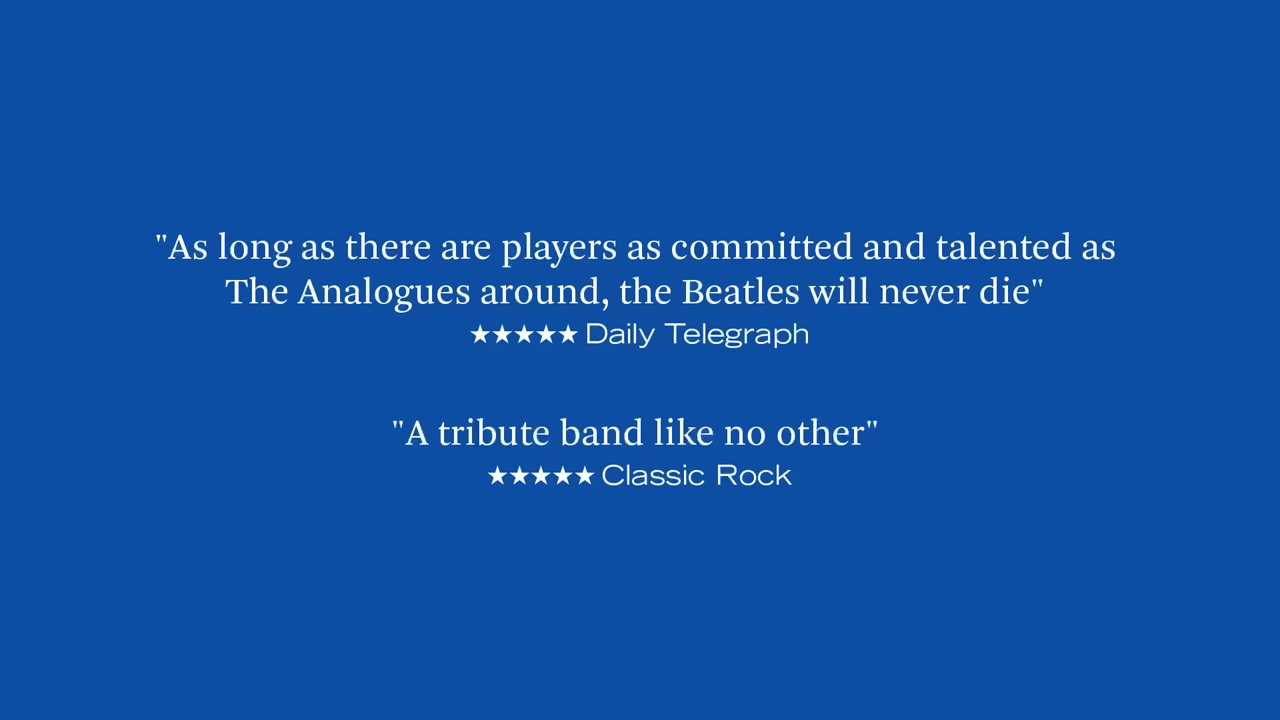 "As long as there are players as committed and talented as
The Analogues around, the Beatles will never die"
★★★★★ Daily Telegraph
"A tribute band like no other"
★★★★★ Classic Rock